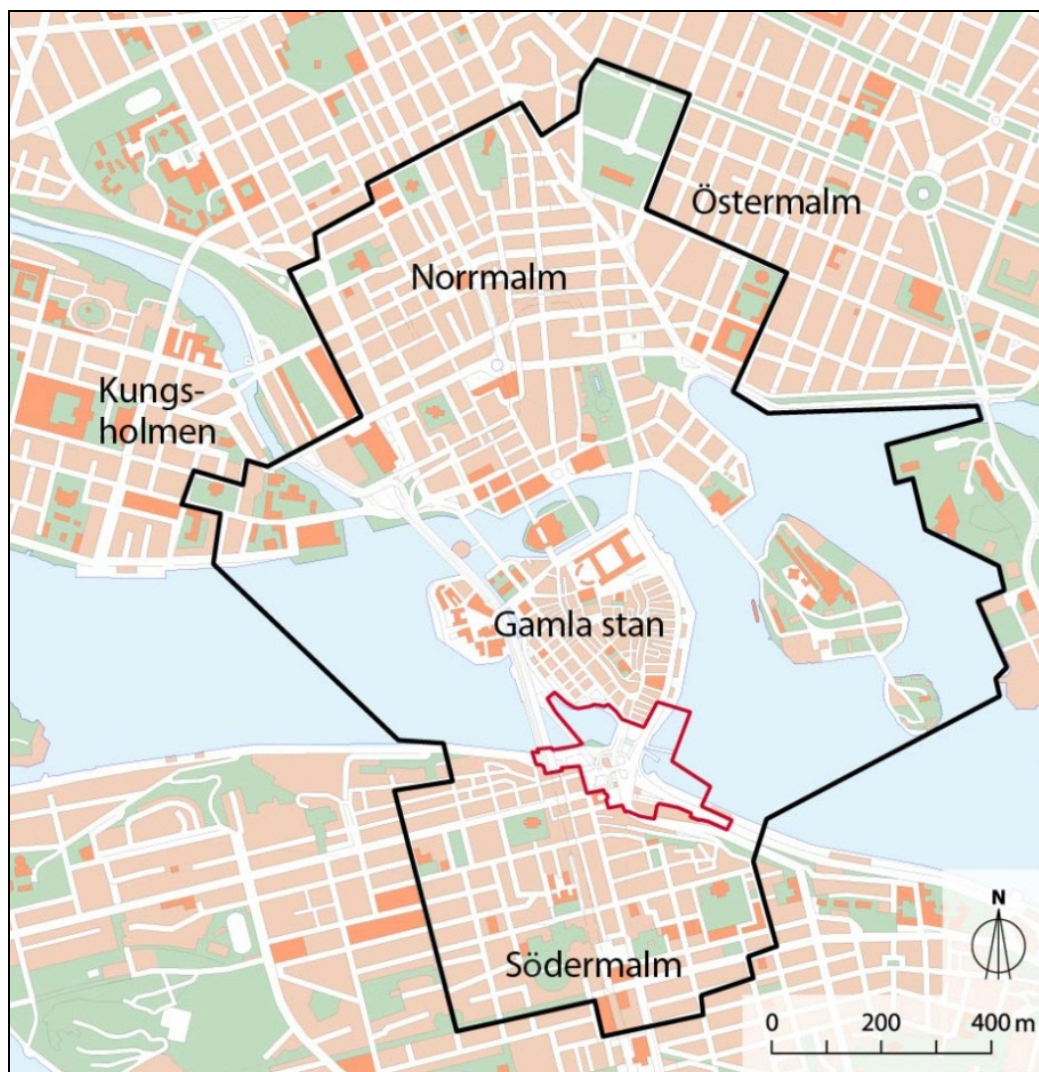 Östermalm
Norrmalm
Kungs-
holmen
Gamla stan
Södermalm
N
0 200 400 m